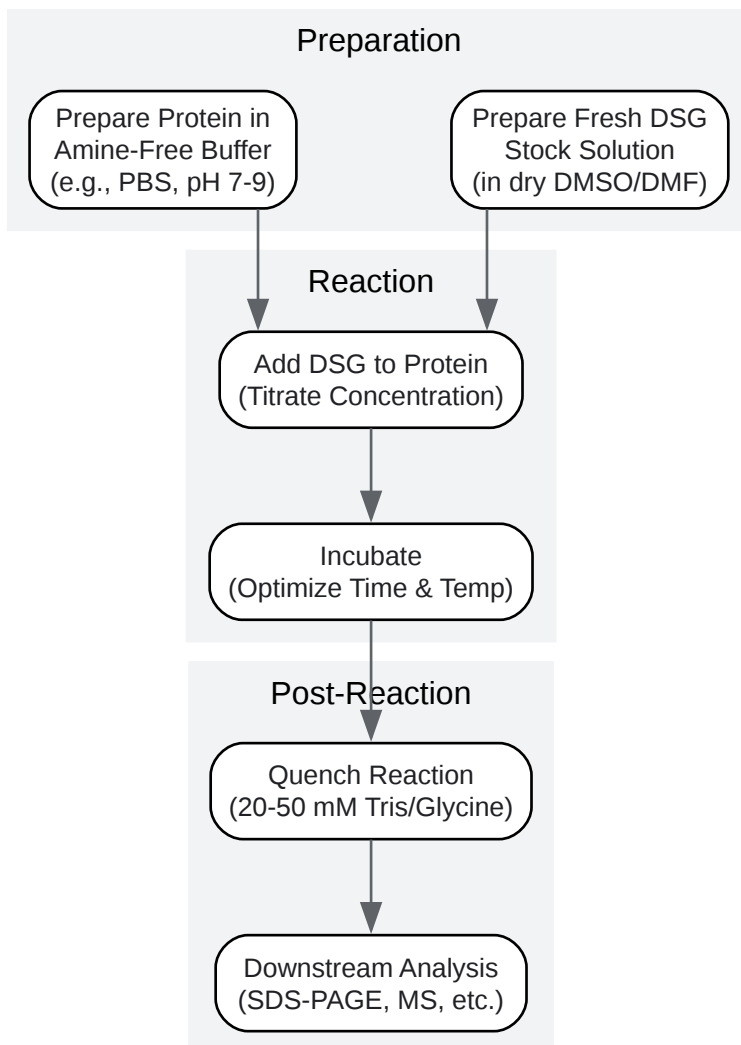 Preparation
Prepare Protein in
Amine-Free Buffer
(e.g., PBS, pH 7-9)
Prepare Fresh DSG
Stock Solution
(in dry DMSO/DMF)
Reaction
Add DSG to Protein
(Titrate Concentration)
Incubate
(Optimize Time & Temp)
Post-Reaction
Quench Reaction
(20-50 mM Tris/Glycine)
Downstream Analysis
(SDS-PAGE, MS, etc.)